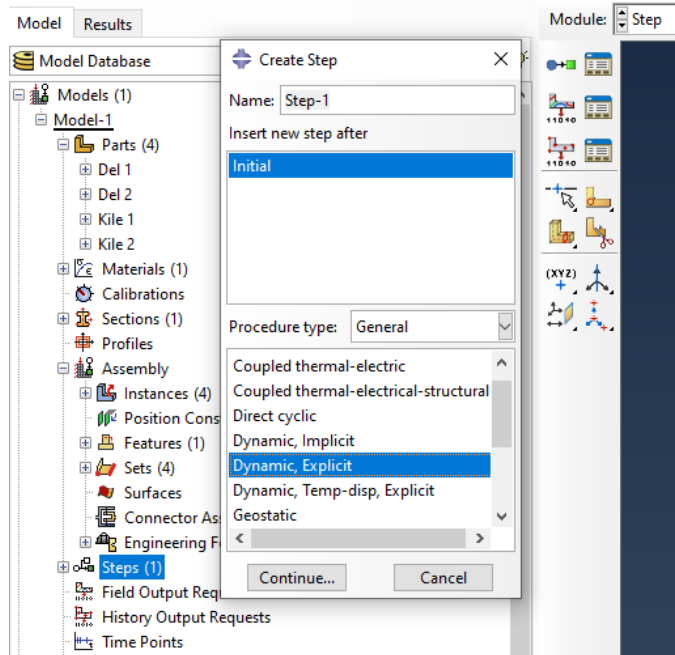 Model
Results
Module:
Step
Model Database
Create Step
Models (1)
Name:
Step-1
Model-1
Insert new step after
Parts (4)
Initial
Del 1
Del 2
Kile 1
Kile 2
Materials (1)
Calibrations
Sections (1)
Procedure type:
General
Profiles
Assembly
Coupled thermal-electric
Instances (4)
Coupled thermal-electrical-structural
Position Cons
Direct cyclic
Features (1)
Dynamic, Implicit
Sets (4)
Dynamic, Explicit
Surfaces
Dynamic, Temp-disp, Explicit
Connector As
Geostatic
Engineering F
Steps (1)
Continue...
Cancel
Field Output Req
History Output Requests
Time Points
11010
11010
(XYZ)